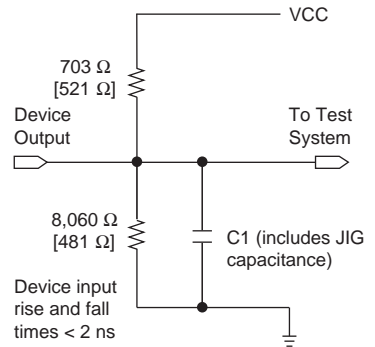 VCC
703 Ω
[521 Ω]
Device
Output
To Test
System
8,060 Ω
[481 Ω]
C1 (includes JIG
capacitance)
Device input
rise and fall
times < 2 ns